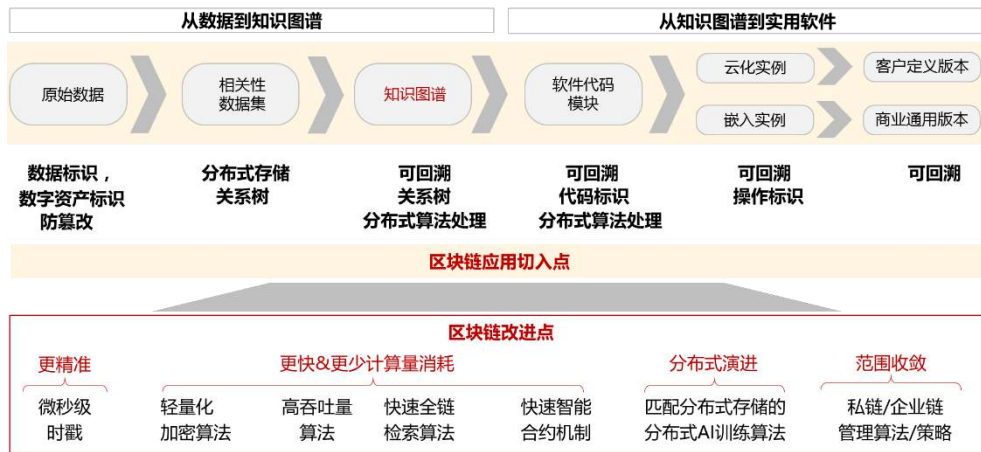 从数据到知识图谱
从知识图谱到实用软件
原始数据
相关性
数据集
知识图谱
软件代码
模块
云化实例
客户定义版本
嵌入实例
商业通用版本
数据标识，
数字资产标识
防篡改
分布式存储
关系树
可回溯
关系树
分布式算法处理
可回溯
代码标识
分布式算法处理
可回溯
操作标识
可回溯
区块链应用切入点
区块链改进点
更精准
更快&更少计算量消耗
分布式演进
范围收敛
微秒级
时戳
轻量化
加密算法
高吞吐量
算法
快速全链
检索算法
快速智能
合约机制
匹配分布式存储的
分布式AI训练算法
私链/企业链
管理算法/策略